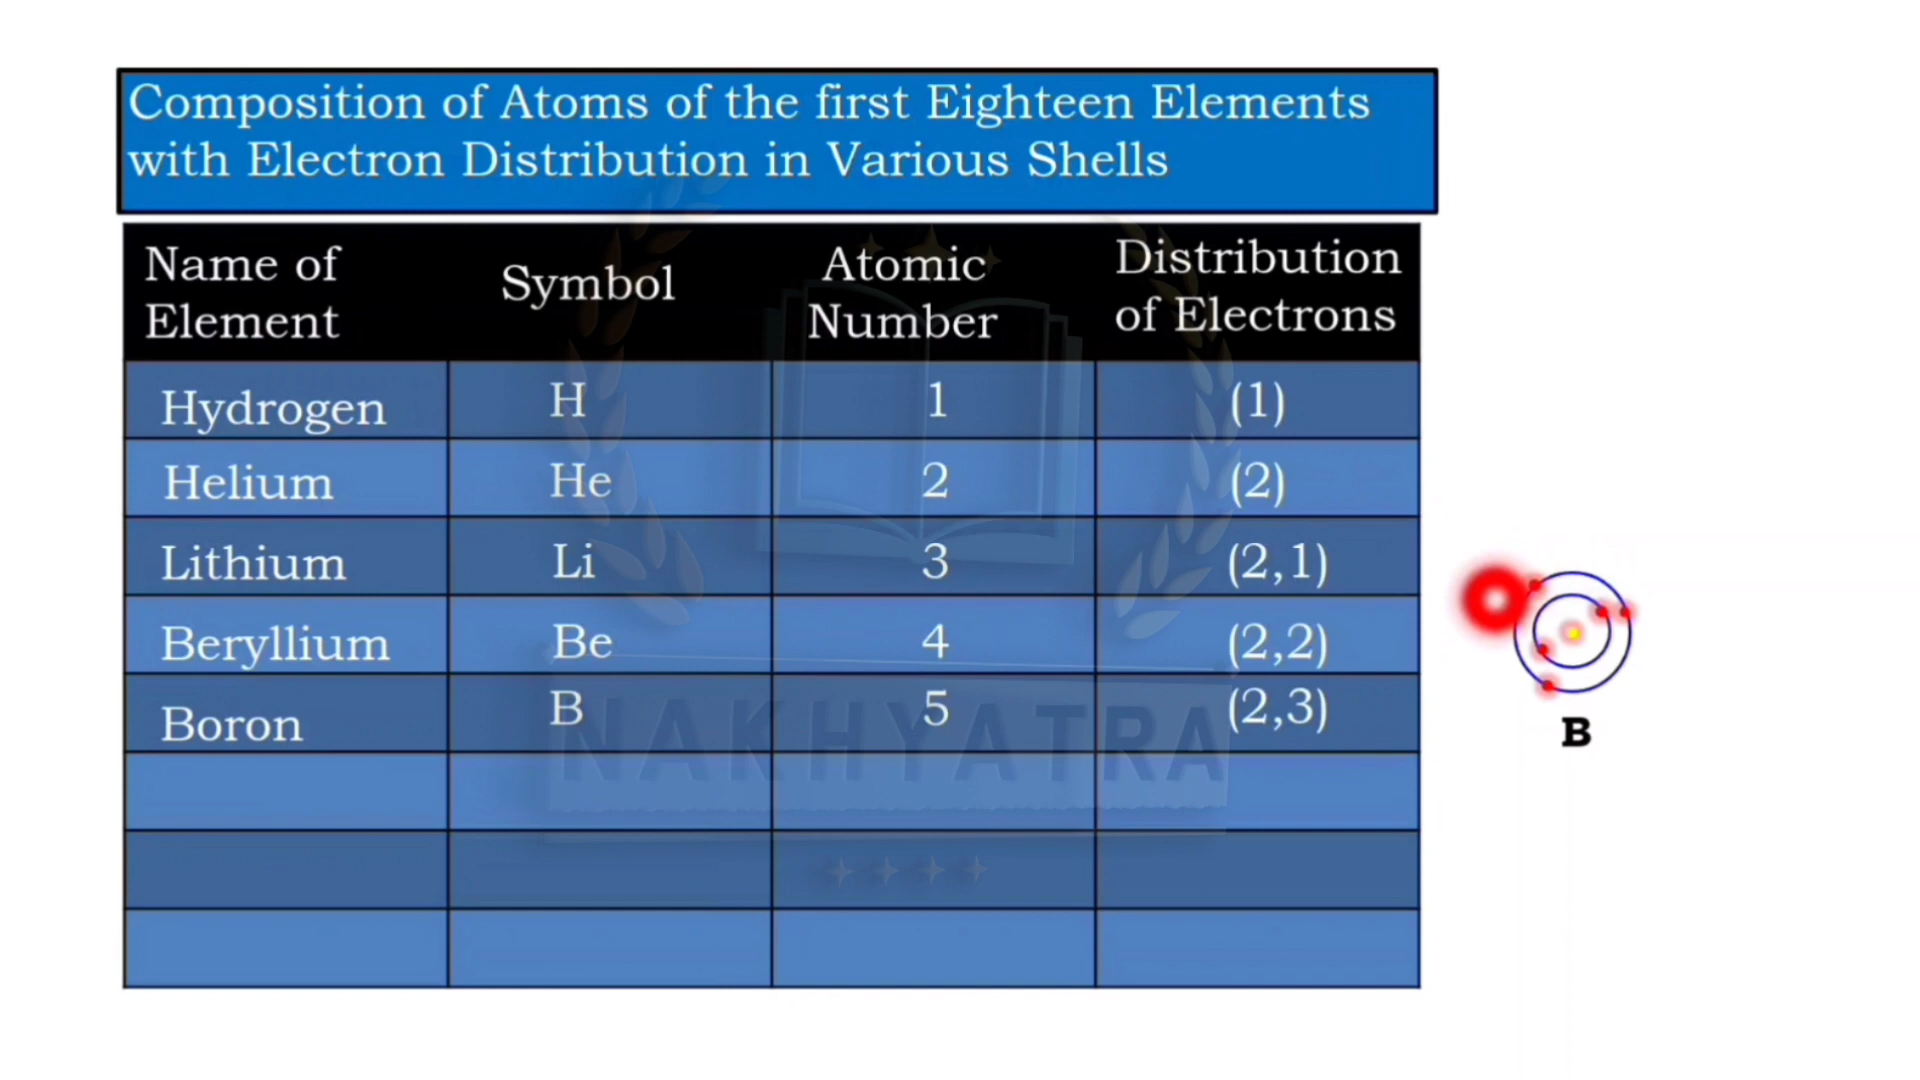 Composition of Atoms of the first Eighteen Elements
with Electron Distribution in Various Shells
Name of Element Symbol Atomic Number Distribution of Electrons
Hydrogen H 1 (1)
Helium He 2 (2)
Lithium Li 3 (2,1)
Beryllium Be 4 (2,2)
Boron B 5 (2,3)
B
NAKHYATRA